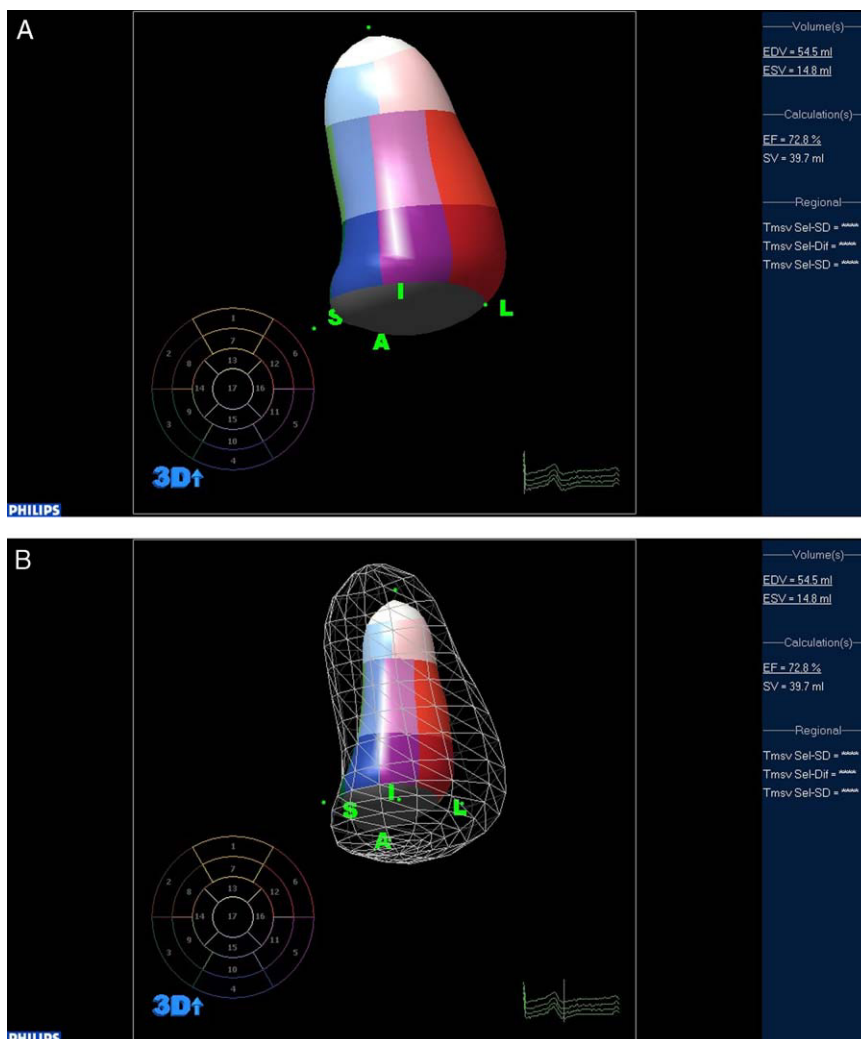 A
Volume(s)
EDV = 54.5 ml
ESV = 14.8 ml
Calculation(s)
EF = 72.8 %
SV = 39.7 ml
Regional
Tmsv Sel-SD = ****
Tmsv Sel-Dif = ****
Tmsv Sel-SD = ****
I
S
L
A
1
7
2
6
13
8
12
14
17
16
9
11
15
3
5
10
4
3D↑
PHILIPS
B
Volume(s)
EDV = 54.5 ml
ESV = 14.8 ml
Calculation(s)
EF = 72.8 %
SV = 39.7 ml
Regional
Tmsv Sel-SD = ****
Tmsv Sel-Dif = ****
Tmsv Sel-SD = ****
I
S
L
A
1
7
2
6
13
8
12
14
17
16
9
11
15
3
5
10
4
3D↑
PHILIPS